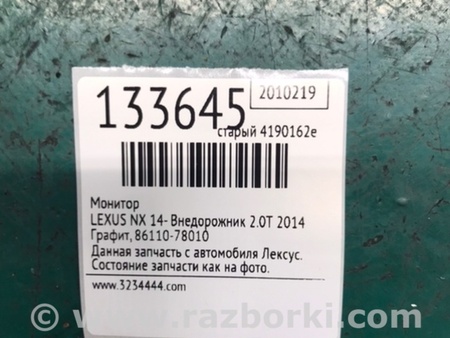 133645
2010219
старый 4190162е
Монитор
LEXUS NX 14- Внедорожник 2.0T 2014
Графит, 86110-78010
Данная запчасть с автомобиля Лексус.
Состояние запчасти как на фото.
www.3234444.com
© www.razborki.com